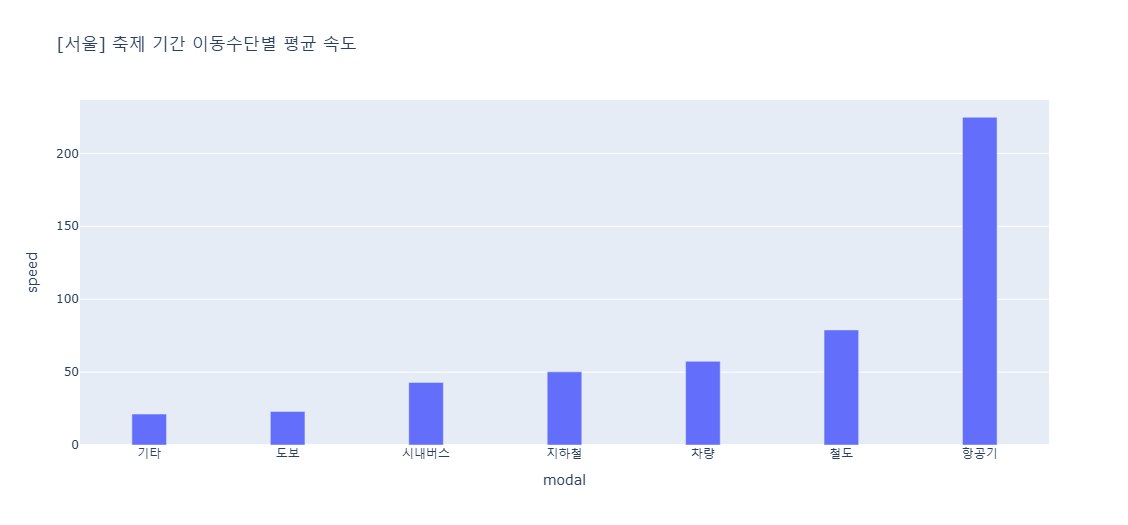 [서울] 축제 기간 이동수단별 평균 속도
200
150
100
50
0
speed
기타 도보 시내버스 지하철 차량 철도 항공기
modal